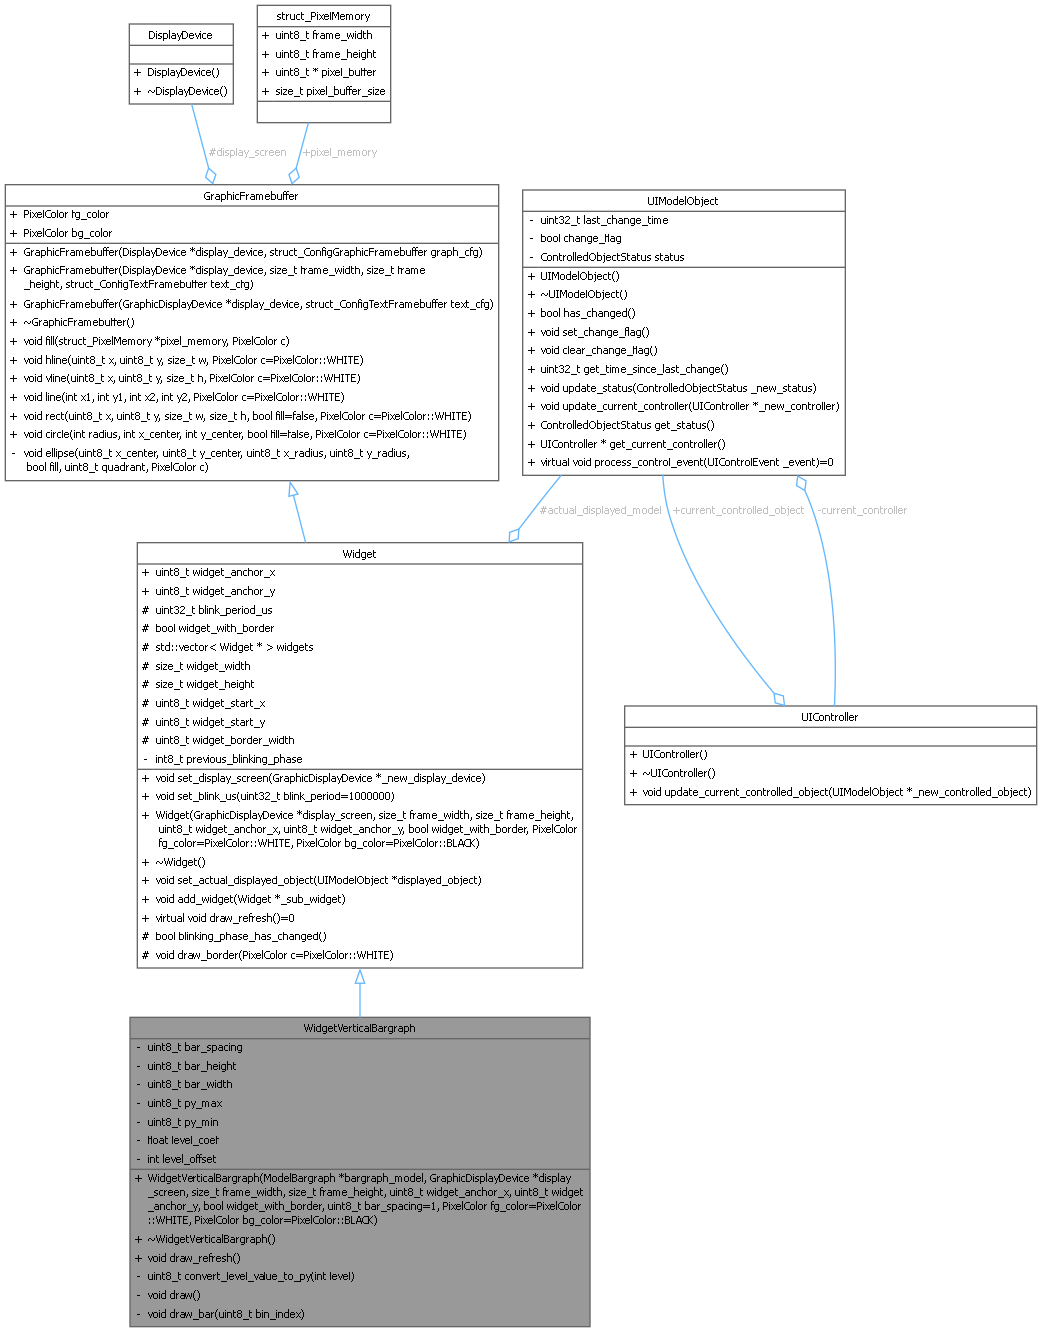 DisplayDevice
+ DisplayDevice()
+ ~DisplayDevice()
struct_PixelMemory
+ uint8_t frame_width
+ uint8_t frame_height
+ uint8_t * pixel_buffer
+ size_t pixel_buffer_size
#display_screen
+pixel_memory
GraphicFramebuffer
+ PixelColor fg_color
+ PixelColor bg_color
+ GraphicFramebuffer(DisplayDevice *display_device, struct_ConfigGraphicFramebuffer graph_cfg)
+ GraphicFramebuffer(DisplayDevice *display_device, size_t frame_width, size_t frame
_height, struct_ConfigTextFramebuffer text_cfg)
+ GraphicFramebuffer(GraphicDisplayDevice *display_device, struct_ConfigTextFramebuffer text_cfg)
+ ~GraphicFramebuffer()
+ void fill(struct_PixelMemory *pixel_memory, PixelColor c)
+ void hline(uint8_t x, uint8_t y, size_t w, PixelColor c=PixelColor::WHITE)
+ void vline(uint8_t x, uint8_t y, size_t h, PixelColor c=PixelColor::WHITE)
+ void line(int x1, int y1, int x2, int y2, PixelColor c=PixelColor::WHITE)
+ void rect(uint8_t x, uint8_t y, size_t w, size_t h, bool fill=false, PixelColor c=PixelColor::WHITE)
+ void circle(int radius, int x_center, int y_center, bool fill=false, PixelColor c=PixelColor::WHITE)
- void ellipse(uint8_t x_center, uint8_t y_center, uint8_t x_radius, uint8_t y_radius,
bool fill, uint8_t quadrant, PixelColor c)
UIModelObject
- uint32_t last_change_time
- bool change_flag
- ControlledObjectStatus status
+ UIModelObject()
+ ~UIModelObject()
+ bool has_changed()
+ void set_change_flag()
+ void clear_change_flag()
+ uint32_t get_time_since_last_change()
+ void update_status(ControlledObjectStatus _new_status)
+ void update_current_controller(UIController *_new_controller)
+ ControlledObjectStatus get_status()
+ UIController * get_current_controller()
+ virtual void process_control_event(UIControlEvent _event)=0
#actual_displayed_model
+current_controlled_object
-current_controller
Widget
+ uint8_t widget_anchor_x
+ uint8_t widget_anchor_y
# uint32_t blink_period_us
# bool widget_with_border
# std::vector< Widget * > widgets
# size_t widget_width
# size_t widget_height
# uint8_t widget_start_x
# uint8_t widget_start_y
# uint8_t widget_border_width
- int8_t previous_blinking_phase
+ void set_display_screen(GraphicDisplayDevice *_new_display_device)
+ void set_blink_us(uint32_t blink_period=1000000)
+ Widget(GraphicDisplayDevice *display_screen, size_t frame_width, size_t frame_height,
uint8_t widget_anchor_x, uint8_t widget_anchor_y, bool widget_with_border, PixelColor
fg_color=PixelColor::WHITE, PixelColor bg_color=PixelColor::BLACK)
+ ~Widget()
+ void set_actual_displayed_object(UIModelObject *displayed_object)
+ void add_widget(Widget *_sub_widget)
+ virtual void draw_refresh()=0
# bool blinking_phase_has_changed()
# void draw_border(PixelColor c=PixelColor::WHITE)
UIController
+ UIController()
+ ~UIController()
+ void update_current_controlled_object(UIModelObject *_new_controlled_object)
WidgetVerticalBargraph
- uint8_t bar_spacing
- uint8_t bar_height
- uint8_t bar_width
- uint8_t py_max
- uint8_t py_min
- float level_coef
- int level_offset
+ WidgetVerticalBargraph(ModelBargraph *bargraph_model, GraphicDisplayDevice *display
_screen, size_t frame_width, size_t frame_height, uint8_t widget_anchor_x, uint8_t widget
_anchor_y, bool widget_with_border, uint8_t bar_spacing=1, PixelColor fg_color=PixelColor
::WHITE, PixelColor bg_color=PixelColor::BLACK)
+ ~WidgetVerticalBargraph()
+ void draw_refresh()
- uint8_t convert_level_value_to_py(int level)
- void draw()
- void draw_bar(uint8_t bin_index)